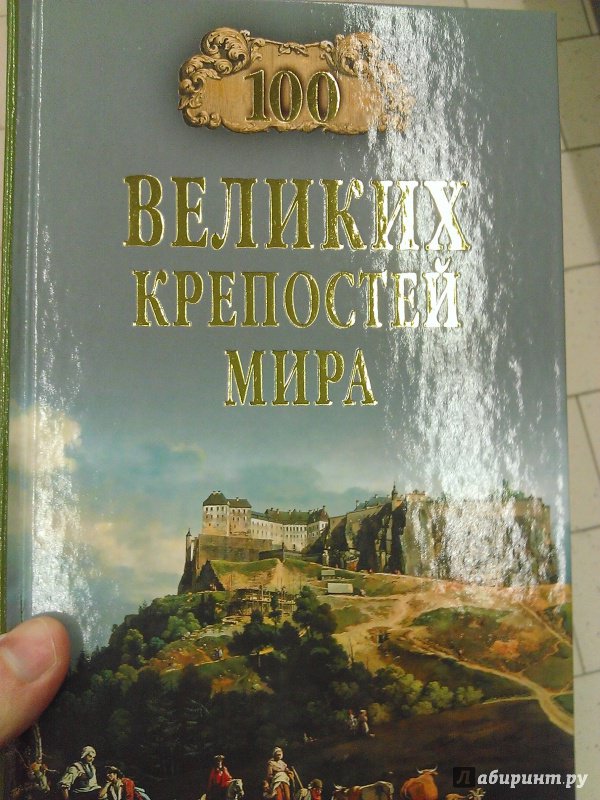 100
ВЕЛИКИХ
КРЕПОСТЕЙ
МИРА
Лабиринт.ру